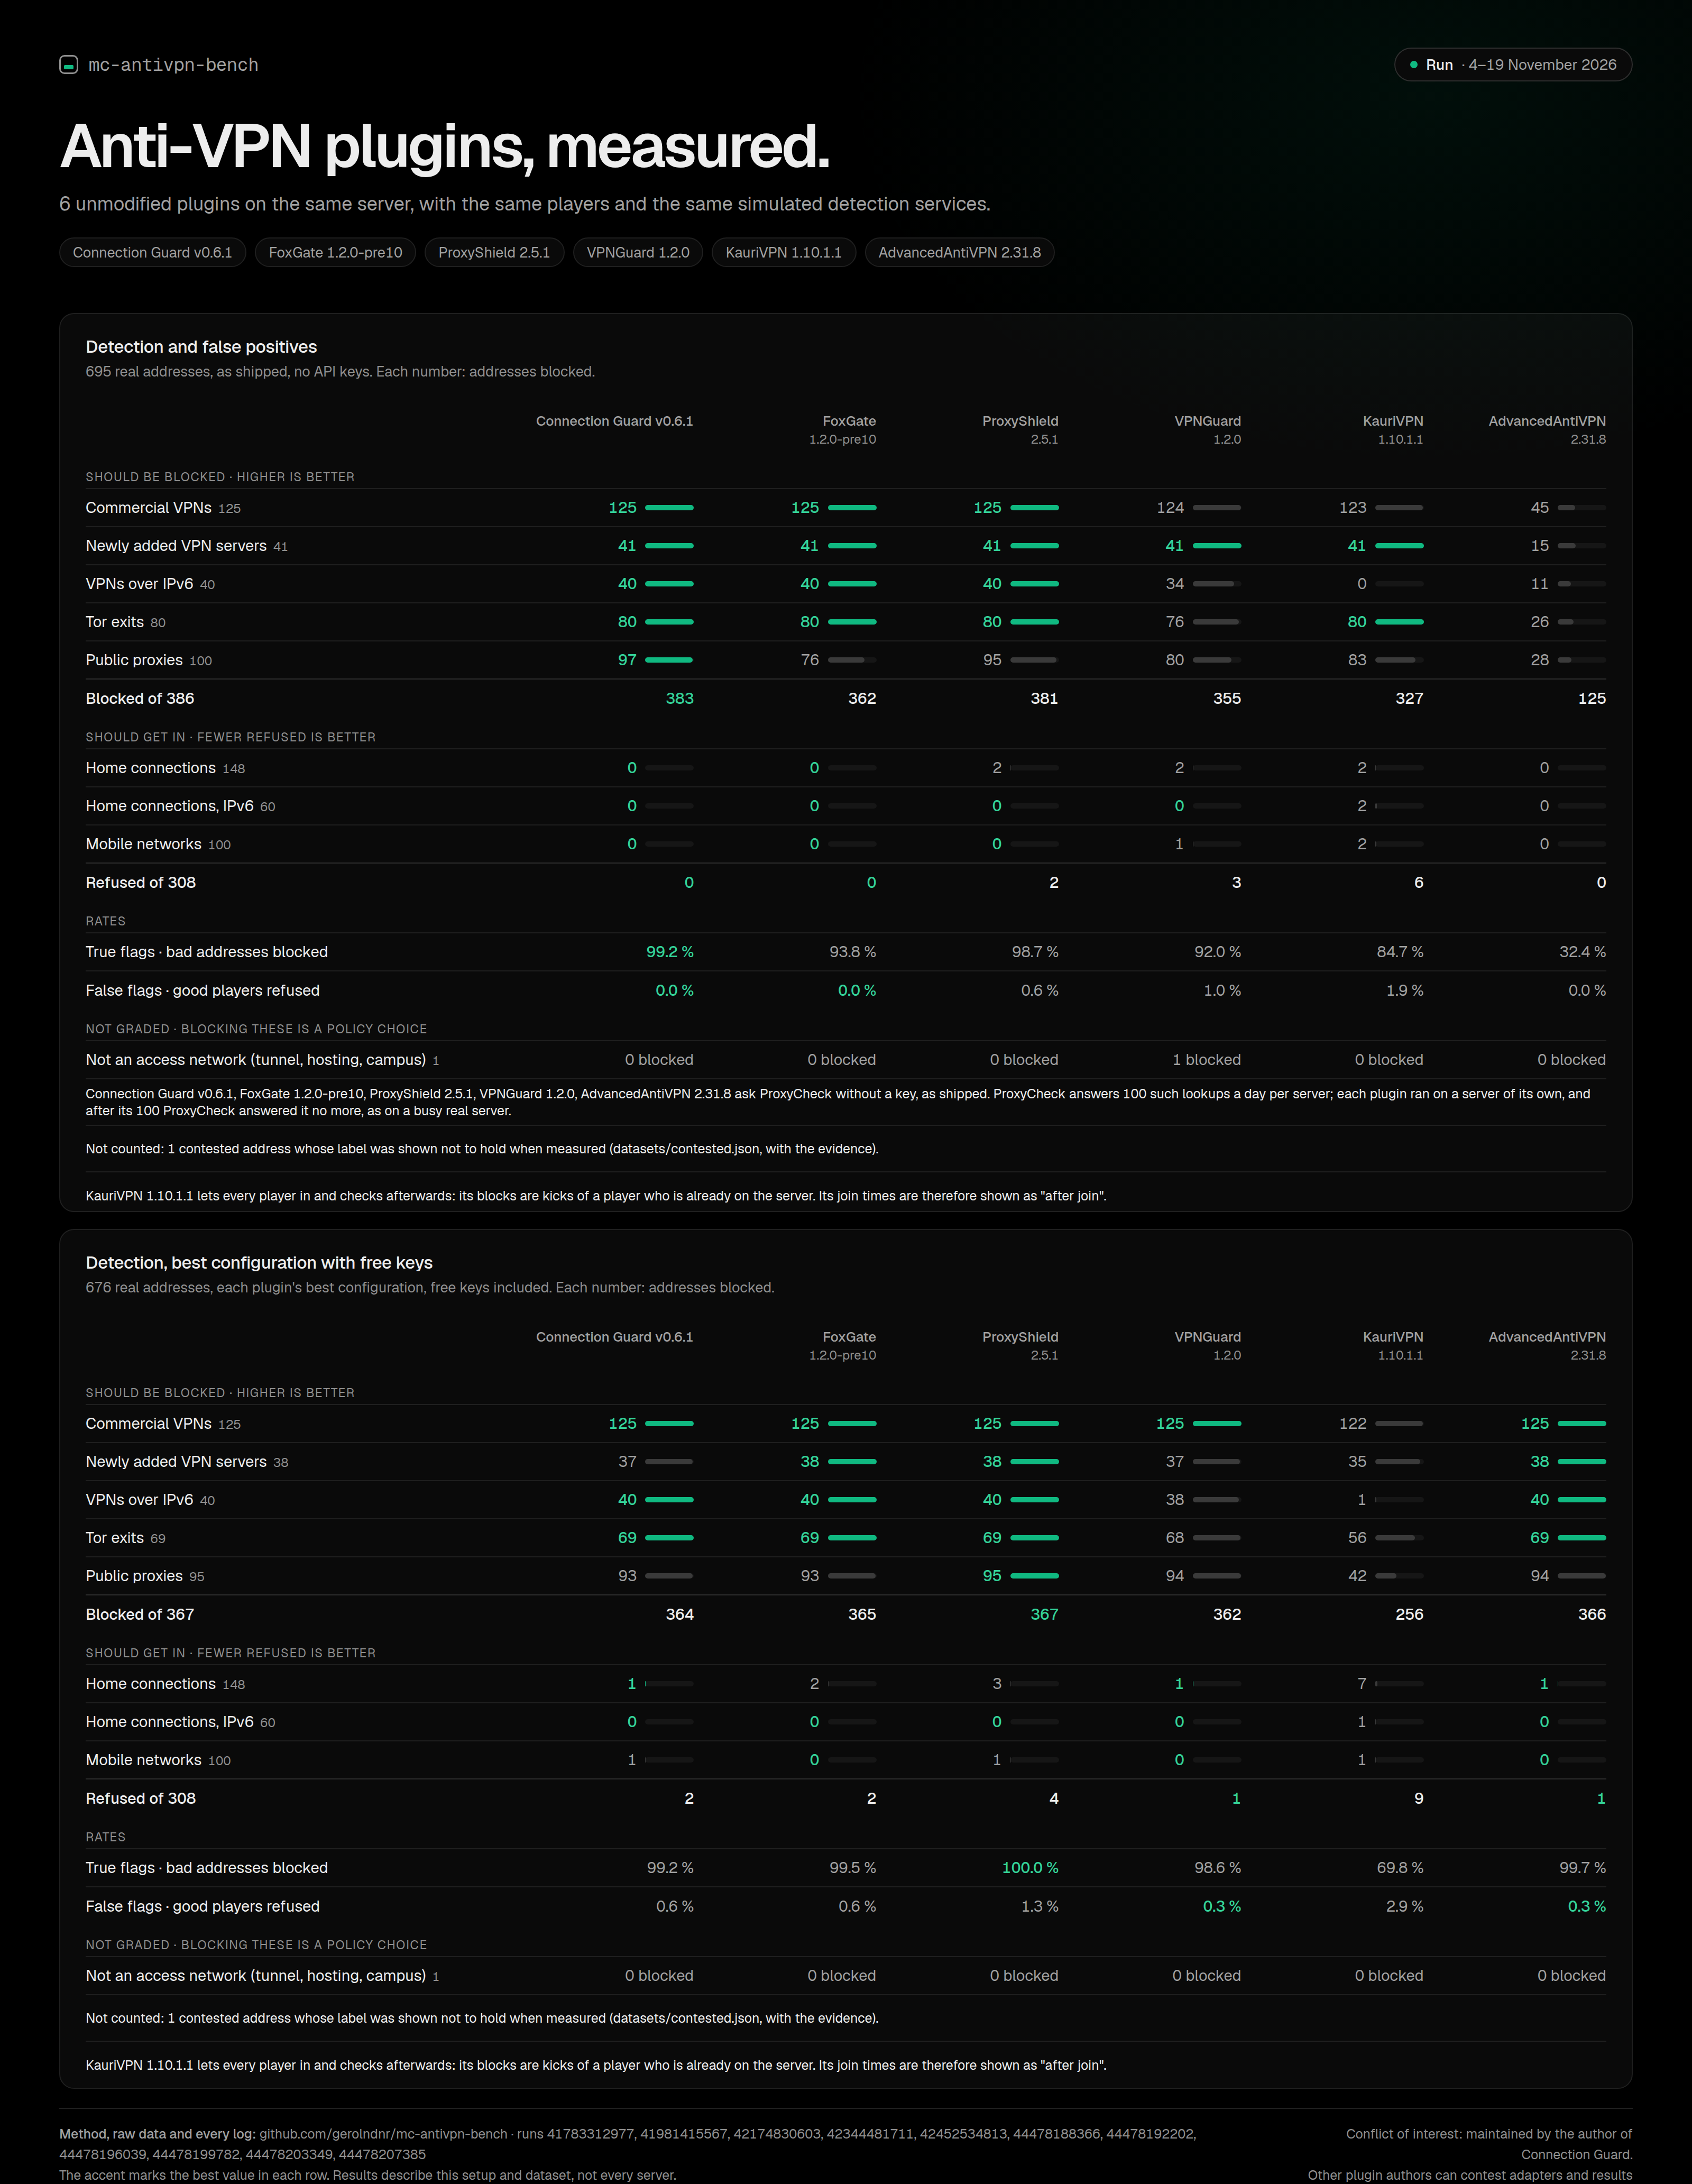 mc-antivpn-bench
Run · 4–19 November 2026
Anti-VPN plugins, measured.
6 unmodified plugins on the same server, with the same players and the same simulated detection services.
Connection Guard v0.6.1 FoxGate 1.2.0-pre10 ProxyShield 2.5.1 VPNGuard 1.2.0 KauriVPN 1.10.1.1 AdvancedAntiVPN 2.31.8
Detection and false positives
695 real addresses, as shipped, no API keys. Each number: addresses blocked.
Connection Guard v0.6.1 FoxGate ProxyShield VPNGuard KauriVPN AdvancedAntiVPN
1.2.0-pre10 2.5.1 1.2.0 1.10.1.1 2.31.8
SHOULD BE BLOCKED · HIGHER IS BETTER
Commercial VPNs 125 125 125 125 124 123 45
Newly added VPN servers 41 41 41 41 41 41 15
VPNs over IPv6 40 40 40 40 34 0 11
Tor exits 80 80 80 80 76 80 26
Public proxies 100 97 76 95 80 83 28
Blocked of 386 383 362 381 355 327 125
SHOULD GET IN · FEWER REFUSED IS BETTER
Home connections 148 0 0 2 2 2 0
Home connections, IPv6 60 0 0 0 0 2 0
Mobile networks 100 0 0 0 1 2 0
Refused of 308 0 0 2 3 6 0
RATES
True flags · bad addresses blocked 99.2 % 93.8 % 98.7 % 92.0 % 84.7 % 32.4 %
False flags · good players refused 0.0 % 0.0 % 0.6 % 1.0 % 1.9 % 0.0 %
NOT GRADED · BLOCKING THESE IS A POLICY CHOICE
Not an access network (tunnel, hosting, campus) 1 0 blocked 0 blocked 0 blocked 1 blocked 0 blocked 0 blocked
Connection Guard v0.6.1, FoxGate 1.2.0-pre10, ProxyShield 2.5.1, VPNGuard 1.2.0, AdvancedAntiVPN 2.31.8 ask ProxyCheck without a key, as shipped. ProxyCheck answers 100 such lookups a day per server; each plugin ran on a server of its own, and
after its 100 ProxyCheck answered it no more, as on a busy real server.
Not counted: 1 contested address whose label was shown not to hold when measured (datasets/contested.json, with the evidence).
KauriVPN 1.10.1.1 lets every player in and checks afterwards: its blocks are kicks of a player who is already on the server. Its join times are therefore shown as "after join".
Detection, best configuration with free keys
676 real addresses, each plugin's best configuration, free keys included. Each number: addresses blocked.
Connection Guard v0.6.1 FoxGate ProxyShield VPNGuard KauriVPN AdvancedAntiVPN
1.2.0-pre10 2.5.1 1.2.0 1.10.1.1 2.31.8
SHOULD BE BLOCKED · HIGHER IS BETTER
Commercial VPNs 125 125 125 125 125 122 125
Newly added VPN servers 38 37 38 38 37 35 38
VPNs over IPv6 40 40 40 40 38 1 40
Tor exits 69 69 69 69 68 56 69
Public proxies 95 93 93 95 94 42 94
Blocked of 367 364 365 367 362 256 366
SHOULD GET IN · FEWER REFUSED IS BETTER
Home connections 148 1 2 3 1 7 1
Home connections, IPv6 60 0 0 0 0 1 0
Mobile networks 100 1 0 1 0 1 0
Refused of 308 2 2 4 1 9 1
RATES
True flags · bad addresses blocked 99.2 % 99.5 % 100.0 % 98.6 % 69.8 % 99.7 %
False flags · good players refused 0.6 % 0.6 % 1.3 % 0.3 % 2.9 % 0.3 %
NOT GRADED · BLOCKING THESE IS A POLICY CHOICE
Not an access network (tunnel, hosting, campus) 1 0 blocked 0 blocked 0 blocked 0 blocked 0 blocked 0 blocked
Not counted: 1 contested address whose label was shown not to hold when measured (datasets/contested.json, with the evidence).
KauriVPN 1.10.1.1 lets every player in and checks afterwards: its blocks are kicks of a player who is already on the server. Its join times are therefore shown as "after join".
Method, raw data and every log: github.com/gerolndnr/mc-antivpn-bench · runs 41783312977, 41981415567, 42174830603, 42344481711, 42452534813, 44478188366, 44478192202,
44478196039, 44478199782, 44478203349, 44478207385
The accent marks the best value in each row. Results describe this setup and dataset, not every server.
Conflict of interest: maintained by the author of
Connection Guard.
Other plugin authors can contest adapters and results